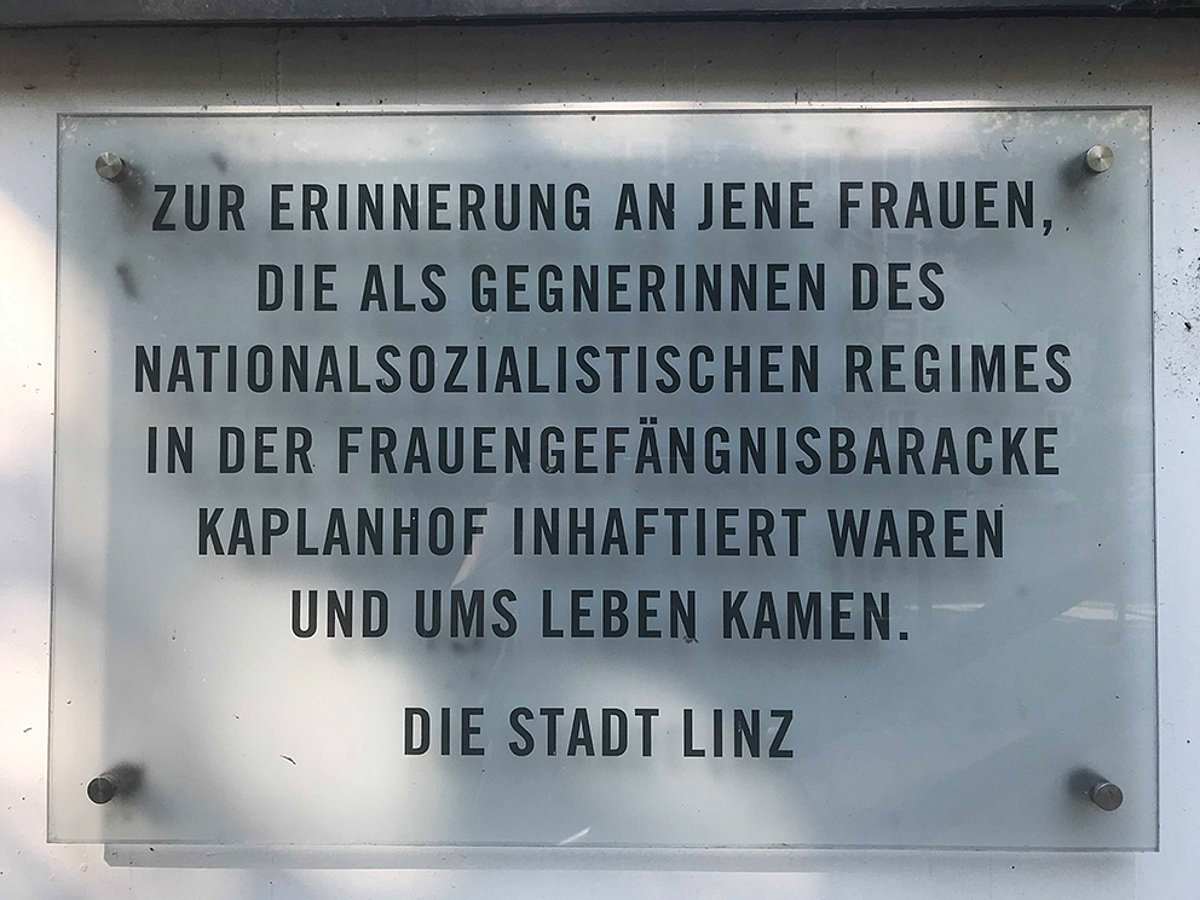 ZUR ERINNERUNG AN JENE FRAUEN,
DIE ALS GEGNERINNEN DES
NATIONALSOZIALISTISCHEN REGIMES
IN DER FRAUENGEFÄNGNISBARACKE
KAPLANHOF INHAFTIERT WAREN
UND UMS LEBEN KAMEN.
DIE STADT LINZ